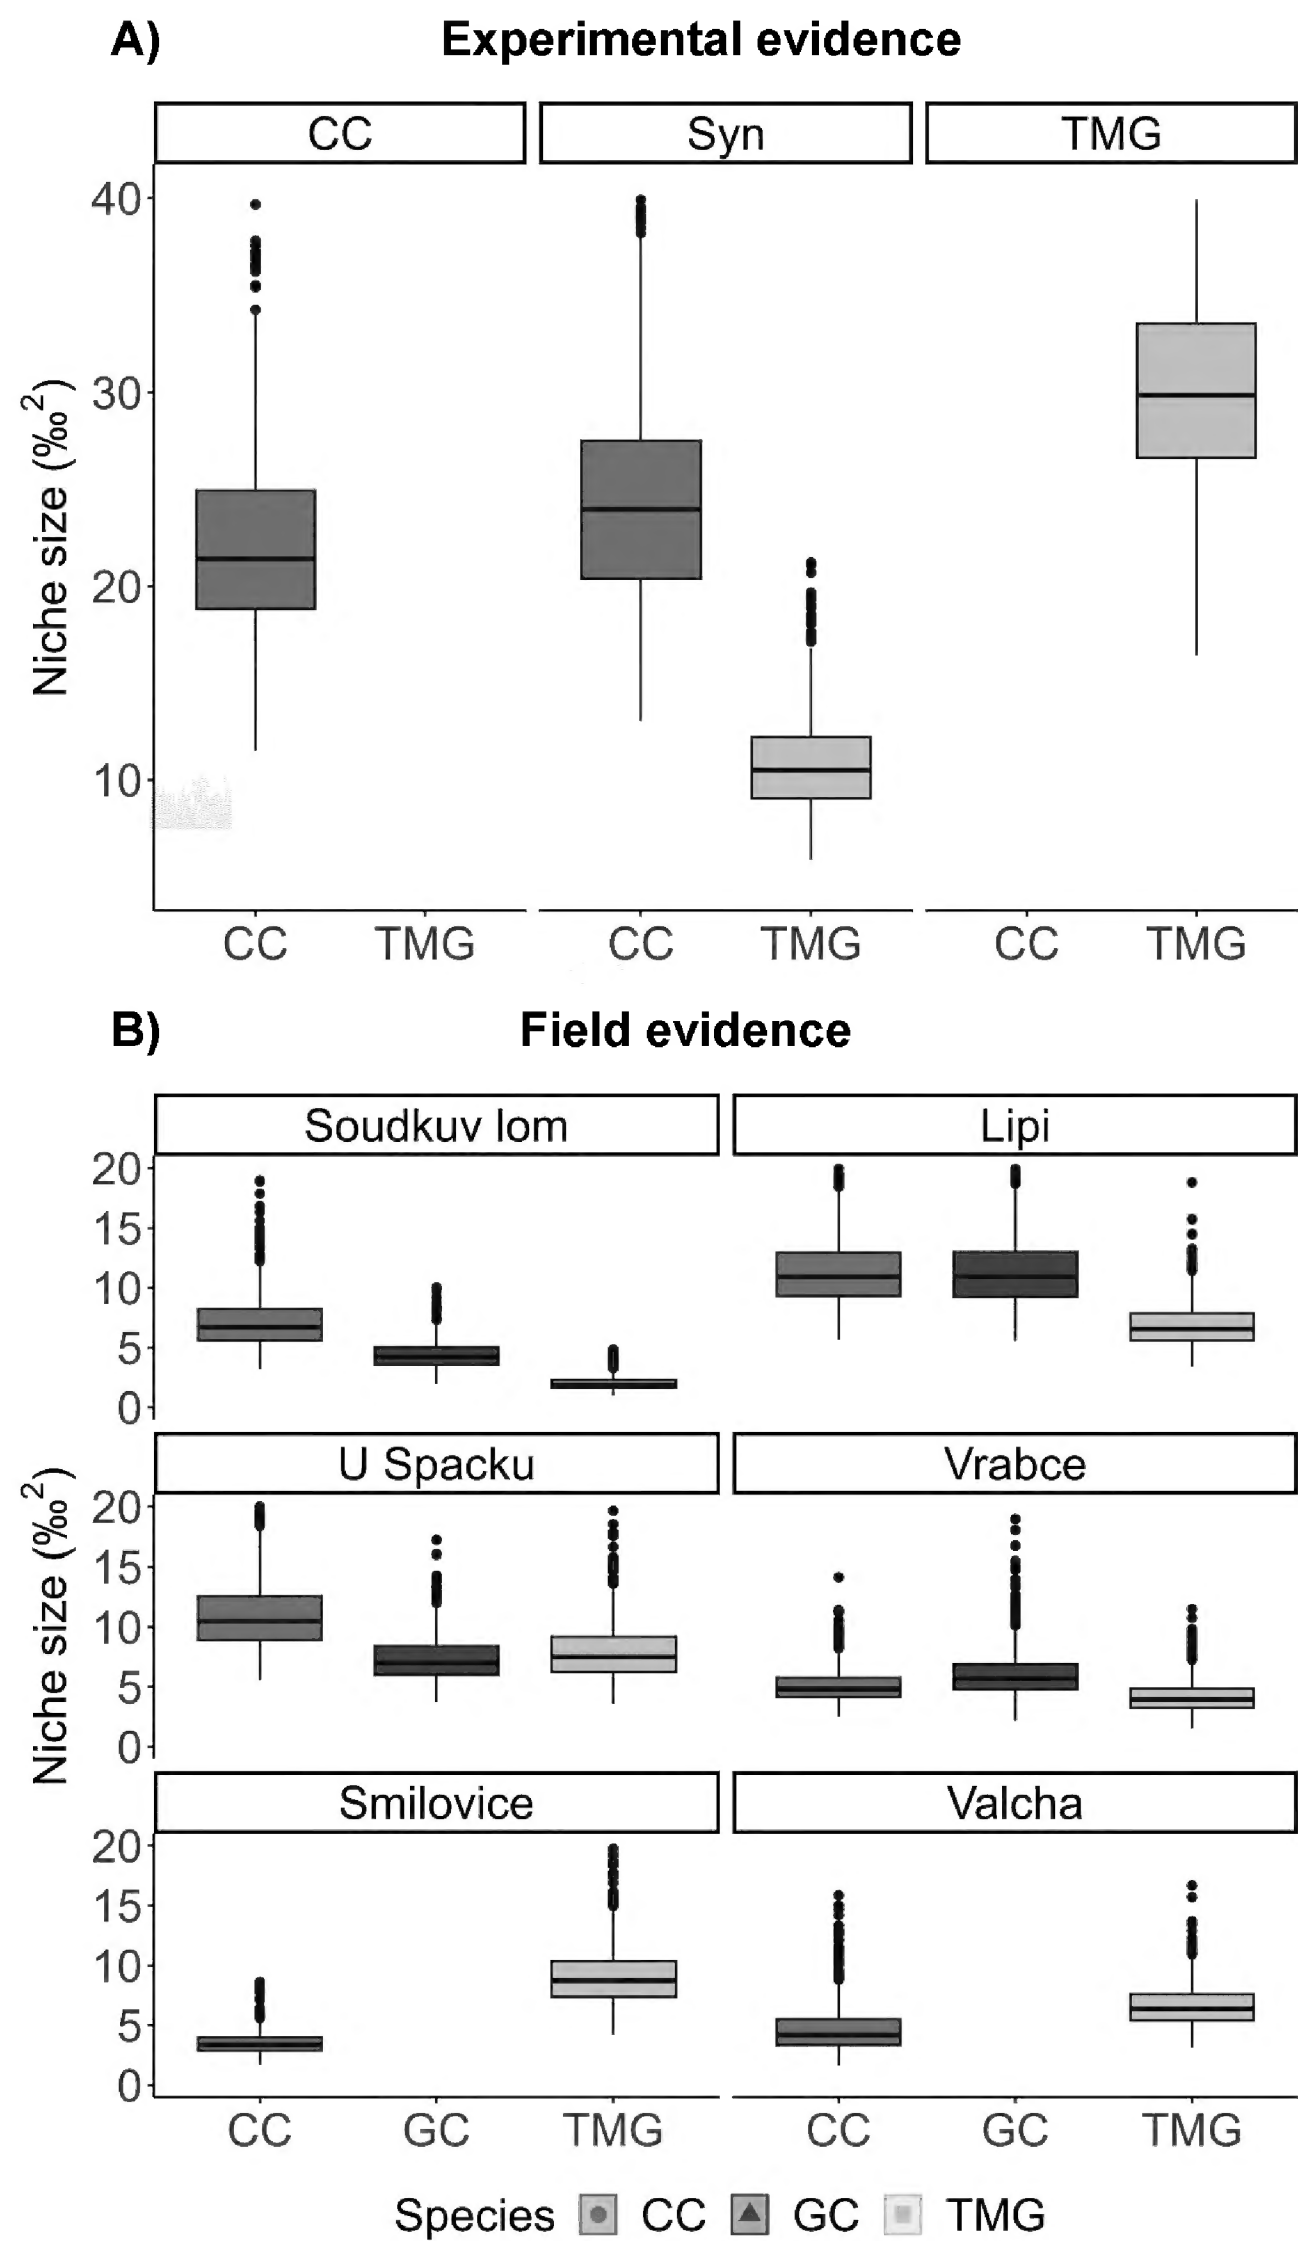 A) Experimental evidence
CC Syn TMG
40
30
20
10
Niche size (‰²)
CC TMG CC TMG CC TMG
B) Field evidence
Soudkuv lom Lipi
20
15
10
5
0
U Spacku Vrabce
20
15
10
5
0
Niche size (‰²)
Smilovice Valcha
20
15
10
5
0
CC GC TMG CC GC TMG
Species CC GC TMG